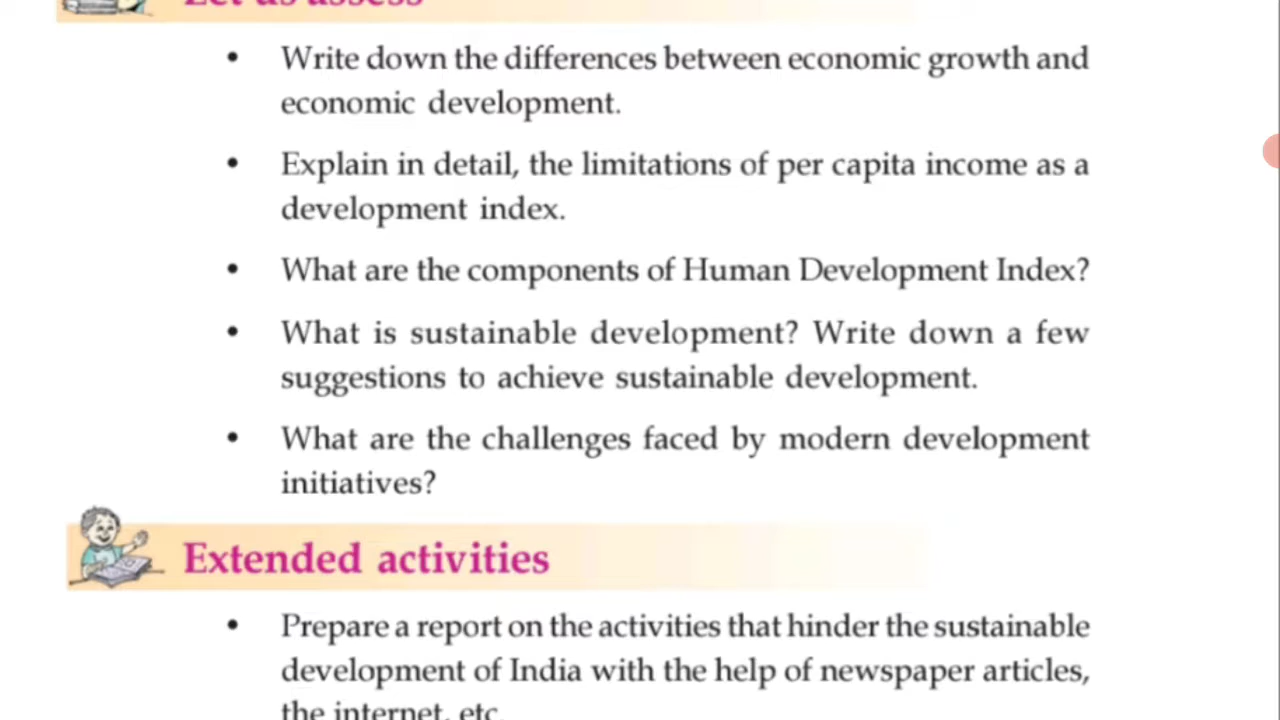 Let us assess
• Write down the differences between economic growth and
economic development.
• Explain in detail, the limitations of per capita income as a
development index.
• What are the components of Human Development Index?
• What is sustainable development? Write down a few
suggestions to achieve sustainable development.
• What are the challenges faced by modern development
initiatives?
Extended activities
• Prepare a report on the activities that hinder the sustainable
development of India with the help of newspaper articles,
the internet, etc.